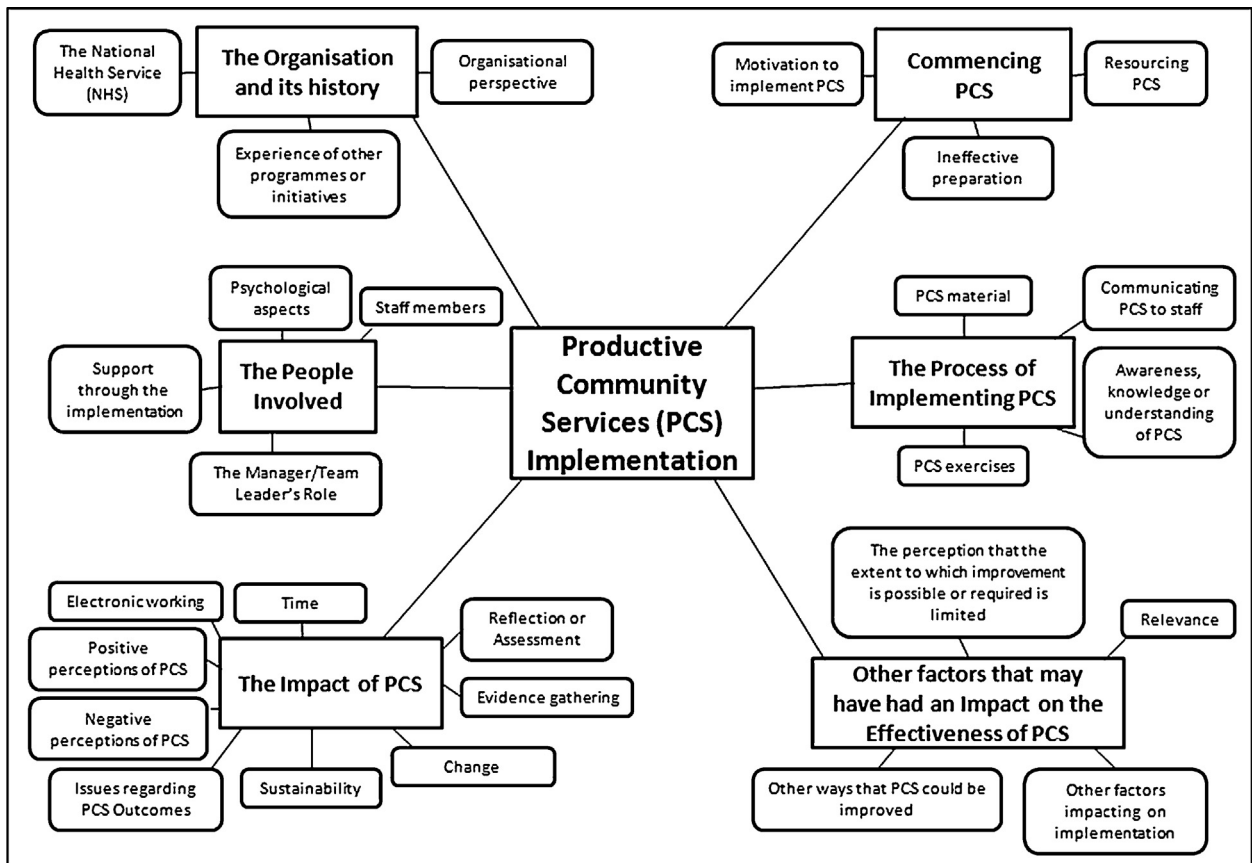 The National
Health Service
(NHS)
The Organisation
and its history
Organisational
perspective
Experience of other
programmes or
initiatives
Motivation to
implement PCS
Commencing
PCS
Resourcing
PCS
Ineffective
preparation
Psychological
aspects
Staff members
Support
through the
implementation
The People
Involved
The Manager/Team
Leader's Role
Productive
Community
Services (PCS)
Implementation
PCS material
Communicating
PCS to staff
The Process of
Implementing PCS
Awareness,
knowledge or
understanding
of PCS
PCS exercises
Electronic working
Time
Reflection or
Assessment
Positive
perceptions of PCS
The Impact of PCS
Evidence gathering
Negative
perceptions of PCS
Issues regarding
PCS Outcomes
Sustainability
Change
The perception that the
extent to which improvement
is possible or required is
limited
Relevance
Other factors that may
have had an Impact on the
Effectiveness of PCS
Other ways that PCS could be
improved
Other factors
impacting on
implementation